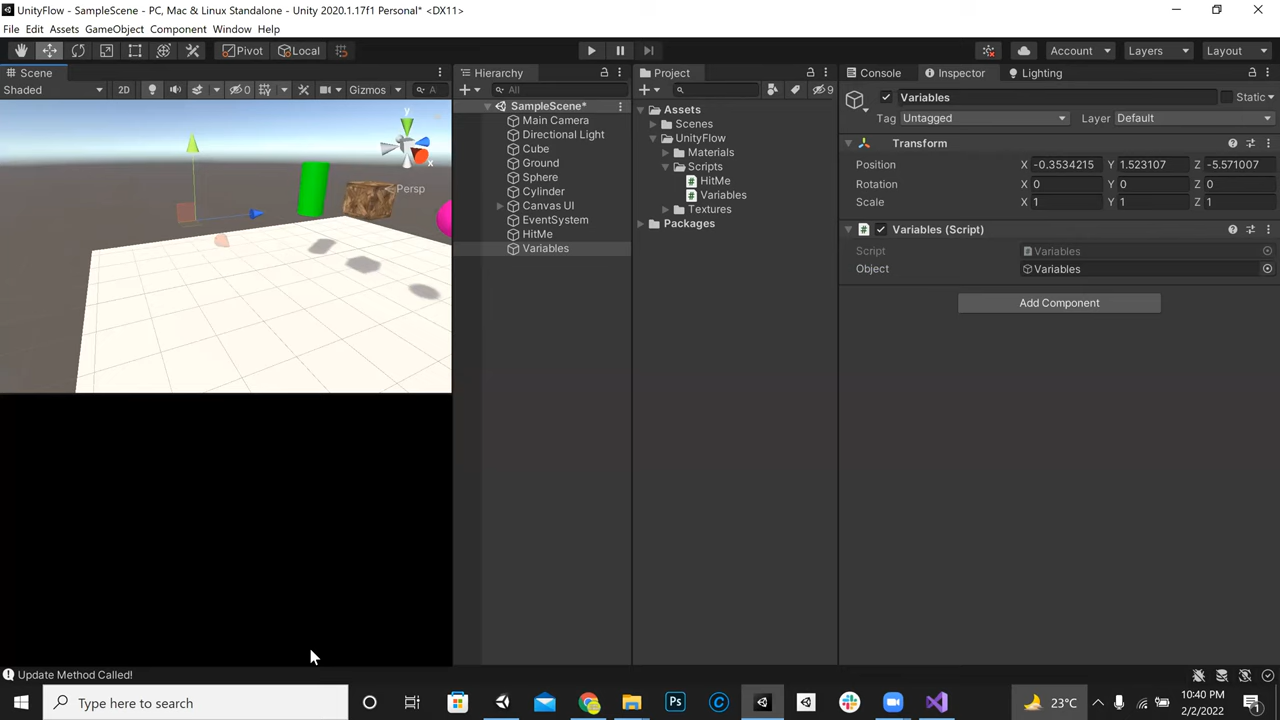 UnityFlow - SampleScene - PC, Mac & Linux Standalone - Unity 2020.1.17f1 Personal* <DX11>
File Edit Assets GameObject Component Window Help
Pivot Local Account Layers Layout
Scene Hierarchy Project Console Inspector Lighting
Shaded 2D 0 Gizmos A All 9 Variables Static
SampleScene* Assets
Main Camera Scenes Tag Untagged Layer Default
Directional Light UnityFlow
Cube Materials Transform
Ground Scripts Position X -0.3534215 Y 1.523107 Z -5.571007
Sphere HitMe Rotation X 0 Y 0 Z 0
Cylinder Variables Scale X 1 Y 1 Z 1
Canvas UI Textures
EventSystem Packages
HitMe Variables (Script)
Variables Script Variables
Object Variables
Add Component
y
x
Persp
Update Method Called!
Type here to search
23°C
10:40 PM
2/2/2022
1